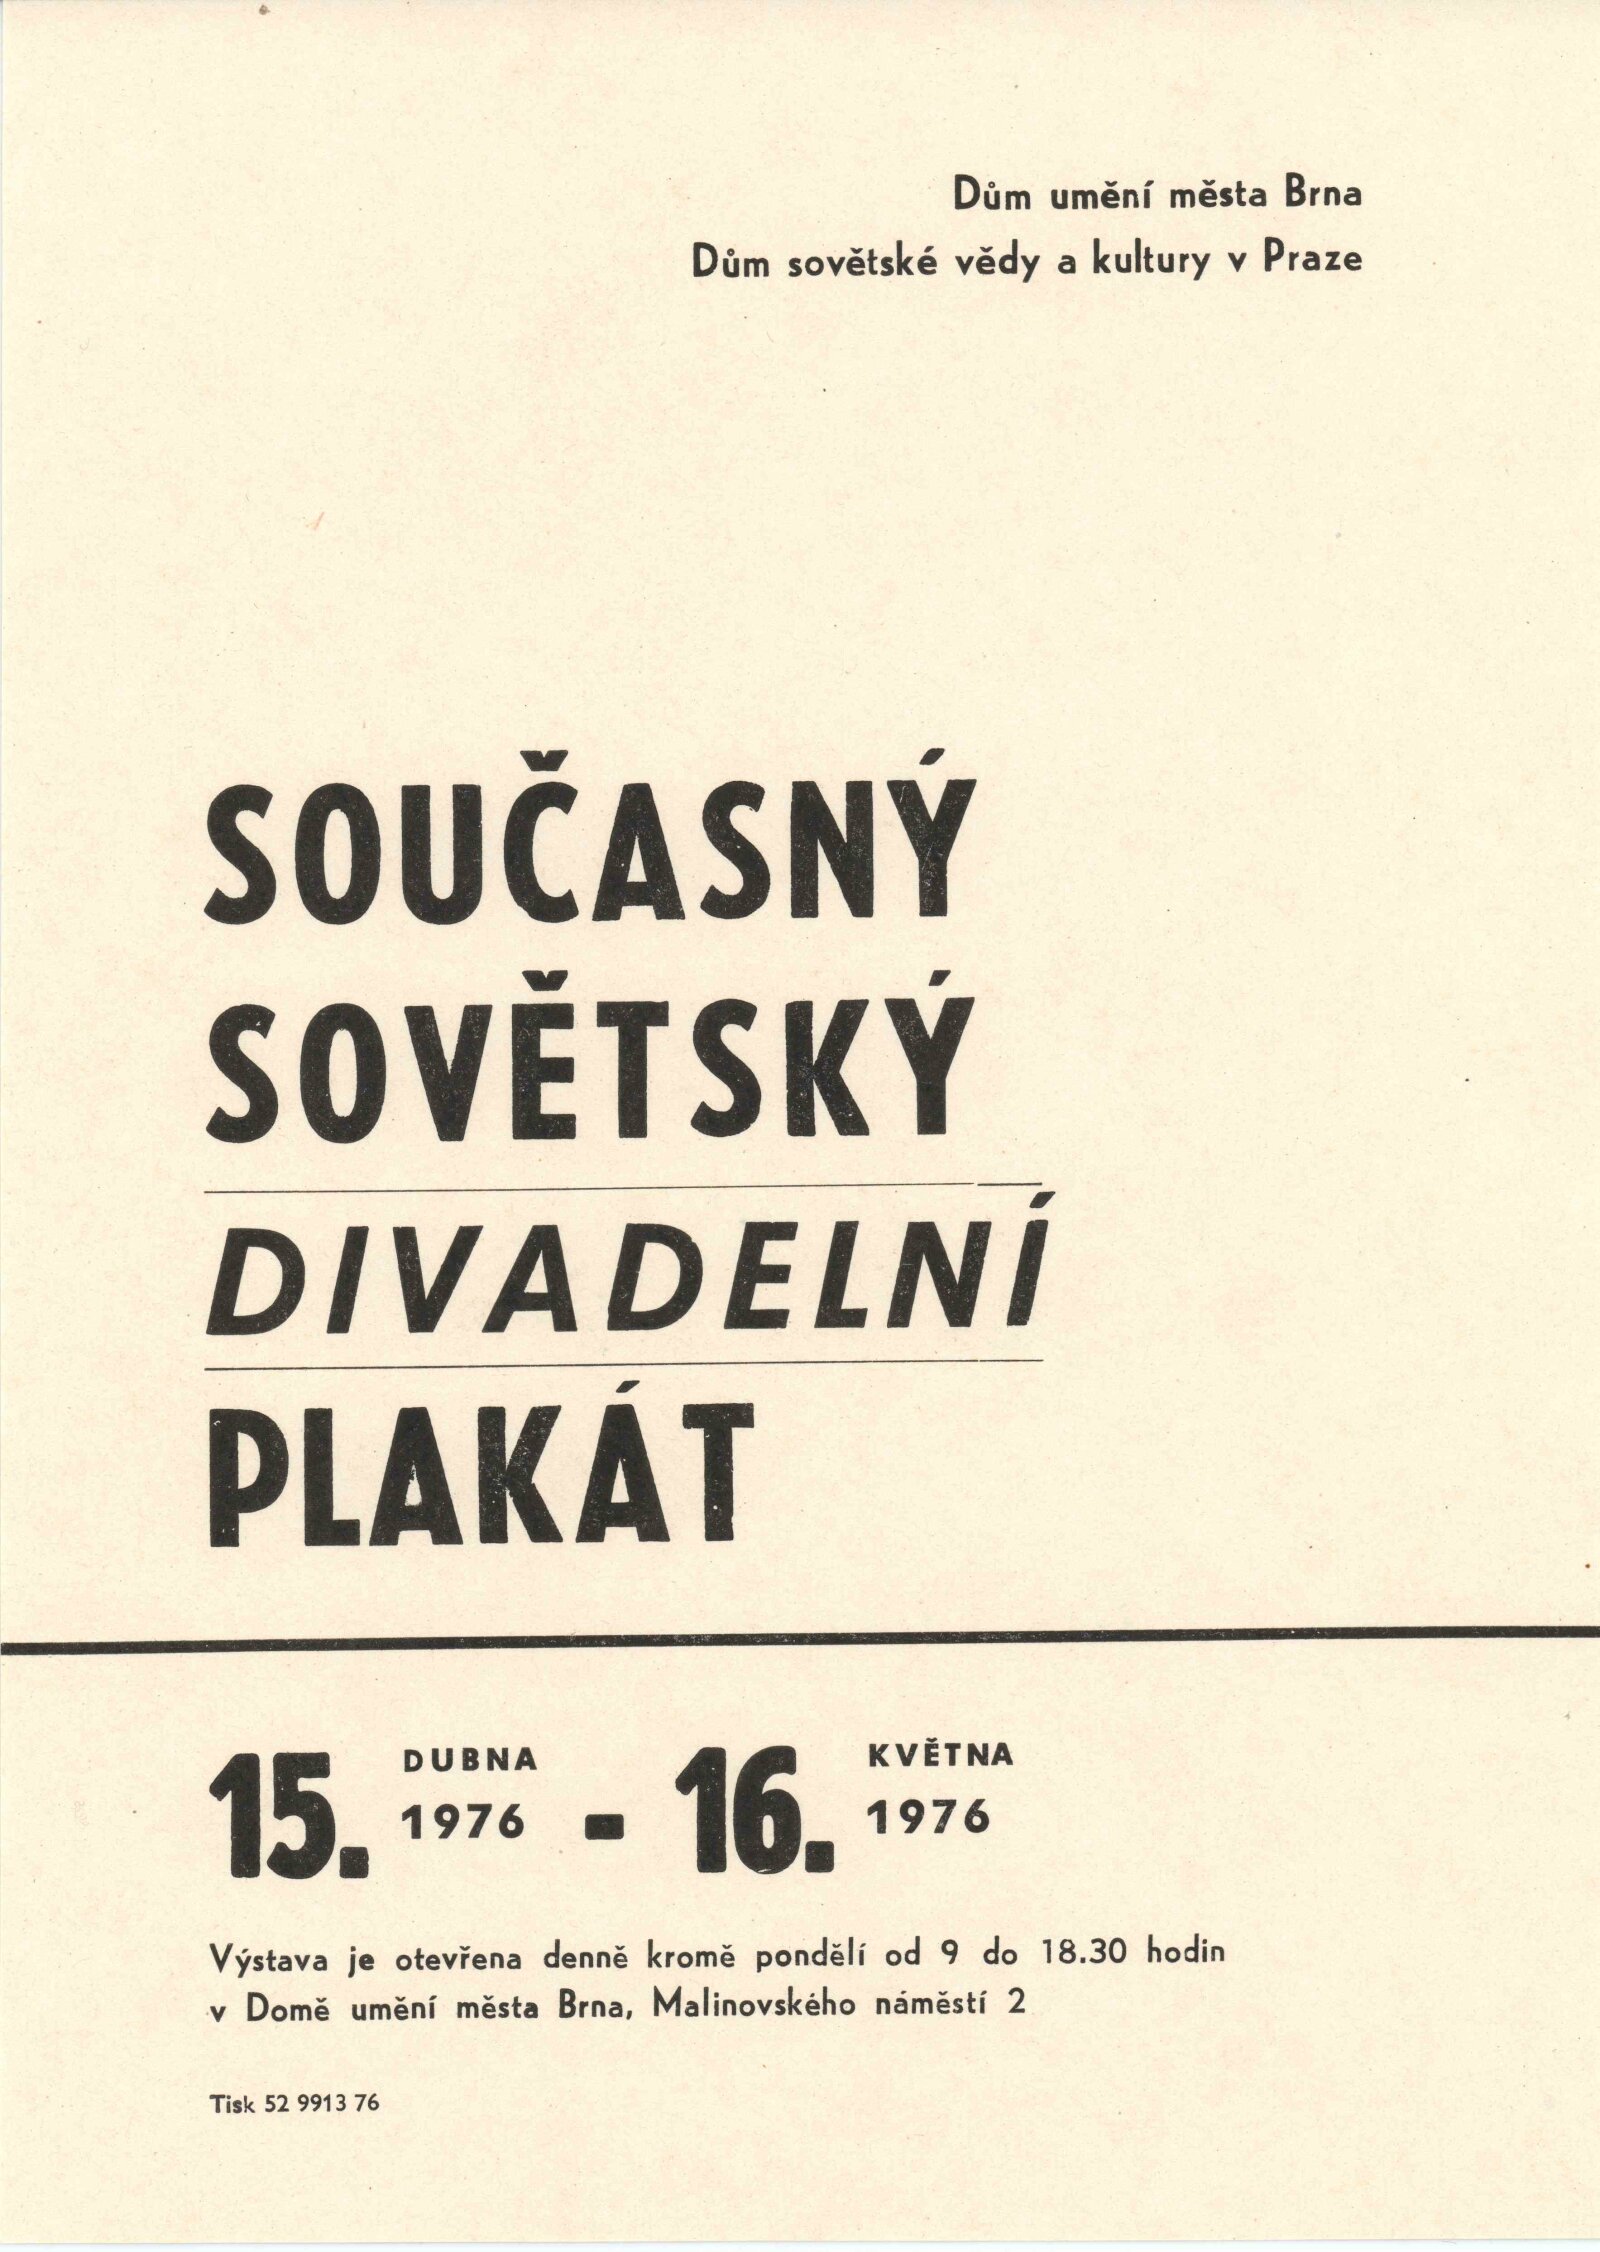 Dům umění města Brna
Dům sovětské vědy a kultury v Praze
SOUČASNÝ
SOVĚTSKÝ
DIVADELNÍ
PLAKÁT
15. DUBNA 1976 - 16. KVĚTNA 1976
Výstava je otevřena denně kromě pondělí od 9 do 18.30 hodin
v Domě umění města Brna, Malinovského náměstí 2
Tisk 52 9913 76